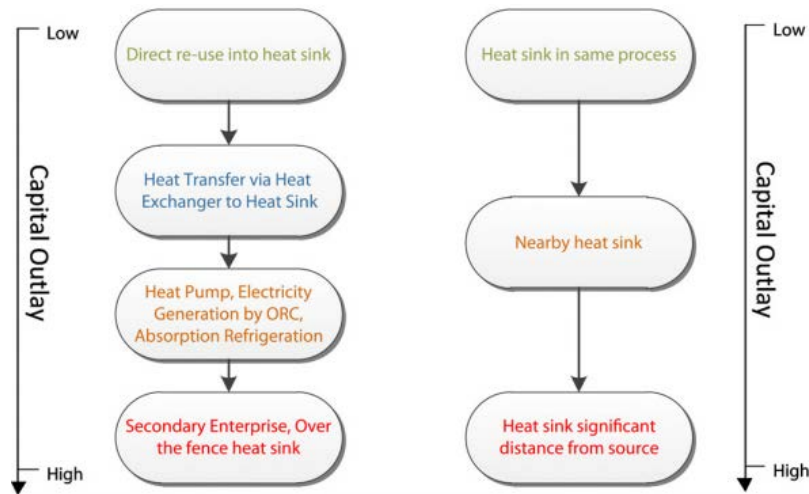 Low
Capital Outlay
High
Direct re-use into heat sink
Heat Transfer via Heat
Exchanger to Heat Sink
Heat Pump, Electricity
Generation by ORC,
Absorption Refrigeration
Secondary Enterprise, Over
the fence heat sink
Heat sink in same process
Nearby heat sink
Heat sink significant
distance from source
Low
Capital Outlay
High